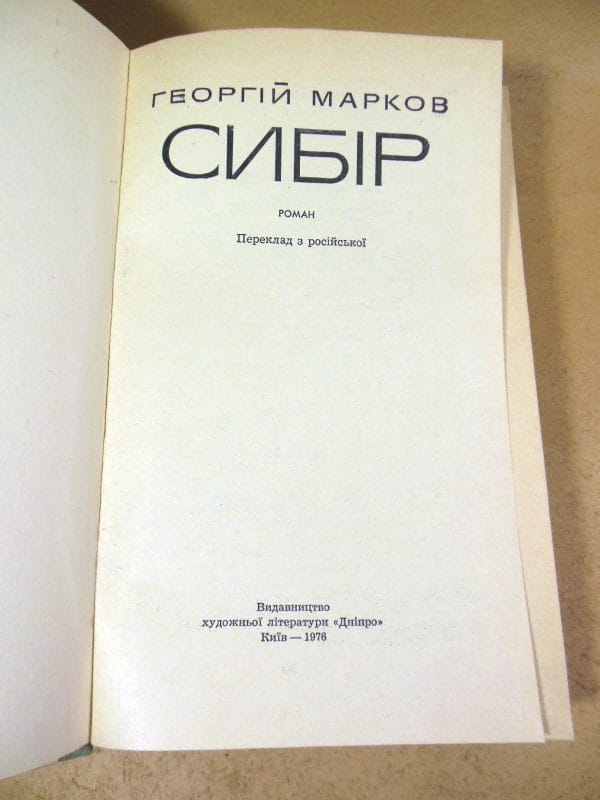 ГЕОРГІЙ МАРКОВ
СИБІР
РОМАН
Переклад з російської
Видавництво
художньої літератури «Дніпро»
Київ — 1976